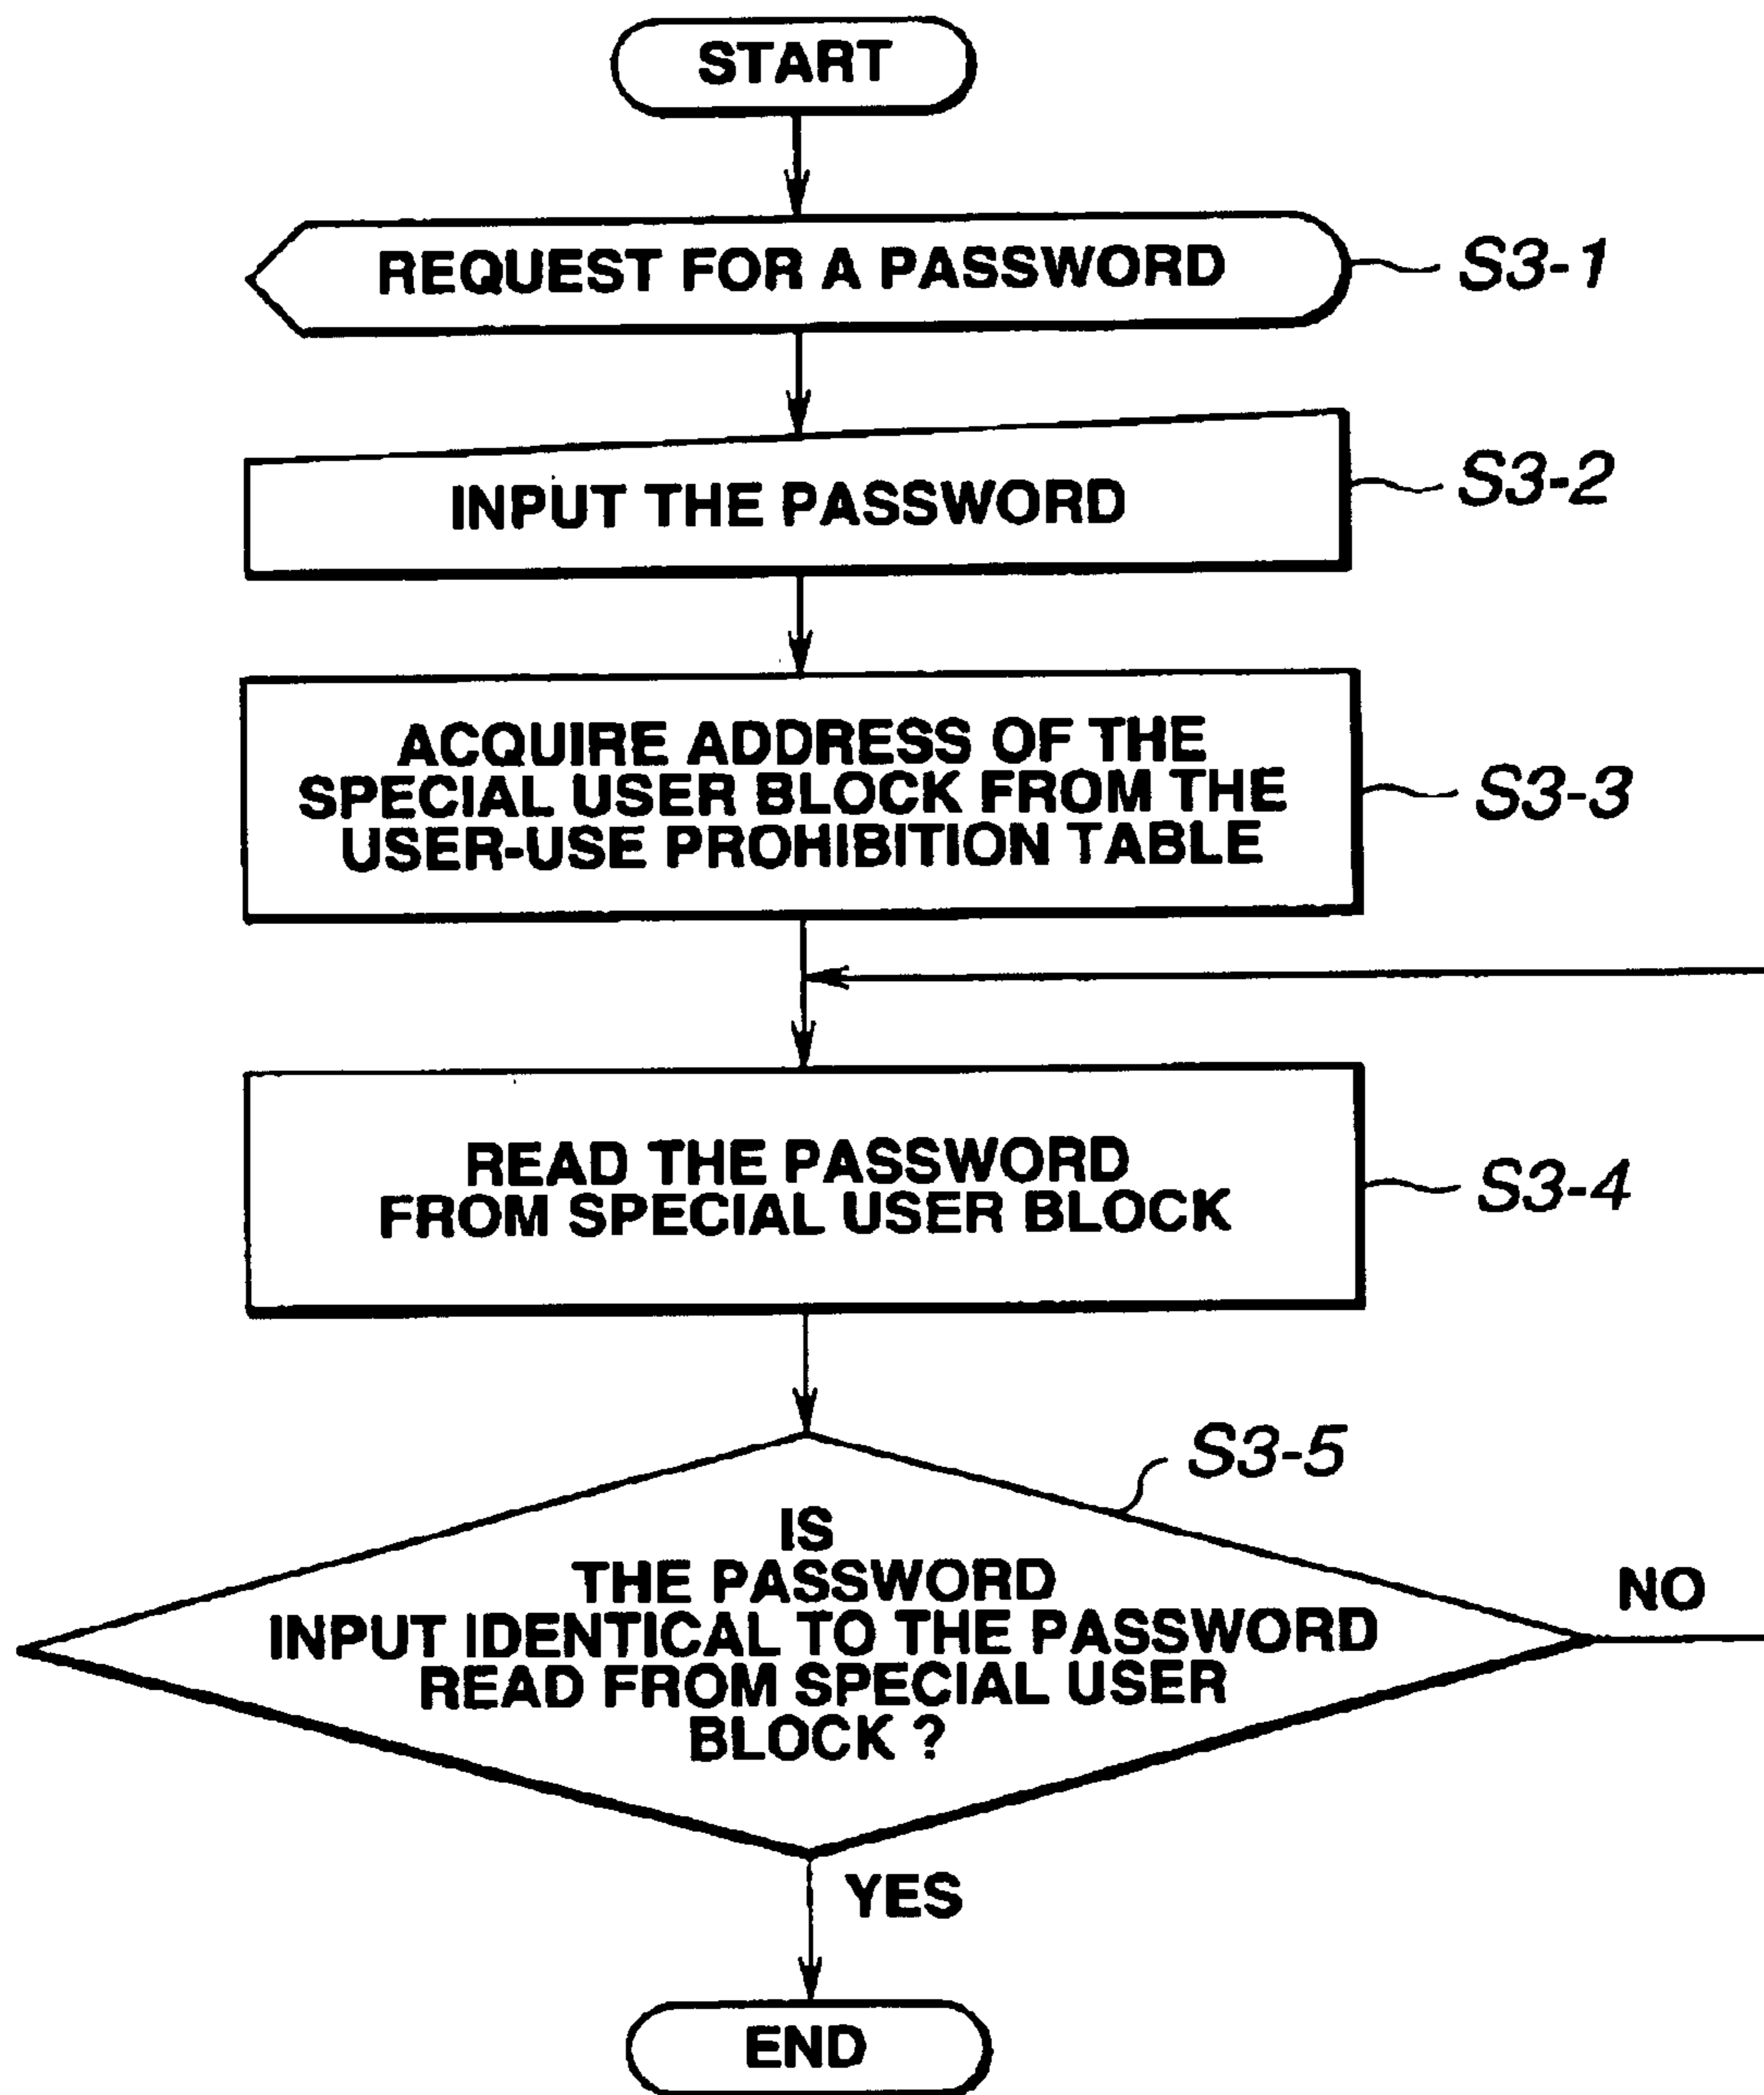 START
REQUEST FOR A PASSWORD
S3-1
INPUT THE PASSWORD
S3-2
ACQUIRE ADDRESS OF THE
SPECIAL USER BLOCK FROM THE
USER-USE PROHIBITION TABLE
S3-3
READ THE PASSWORD
FROM SPECIAL USER BLOCK
S3-4
S3-5
IS
THE PASSWORD
INPUT IDENTICAL TO THE PASSWORD
READ FROM SPECIAL USER
BLOCK ?
NO
YES
END